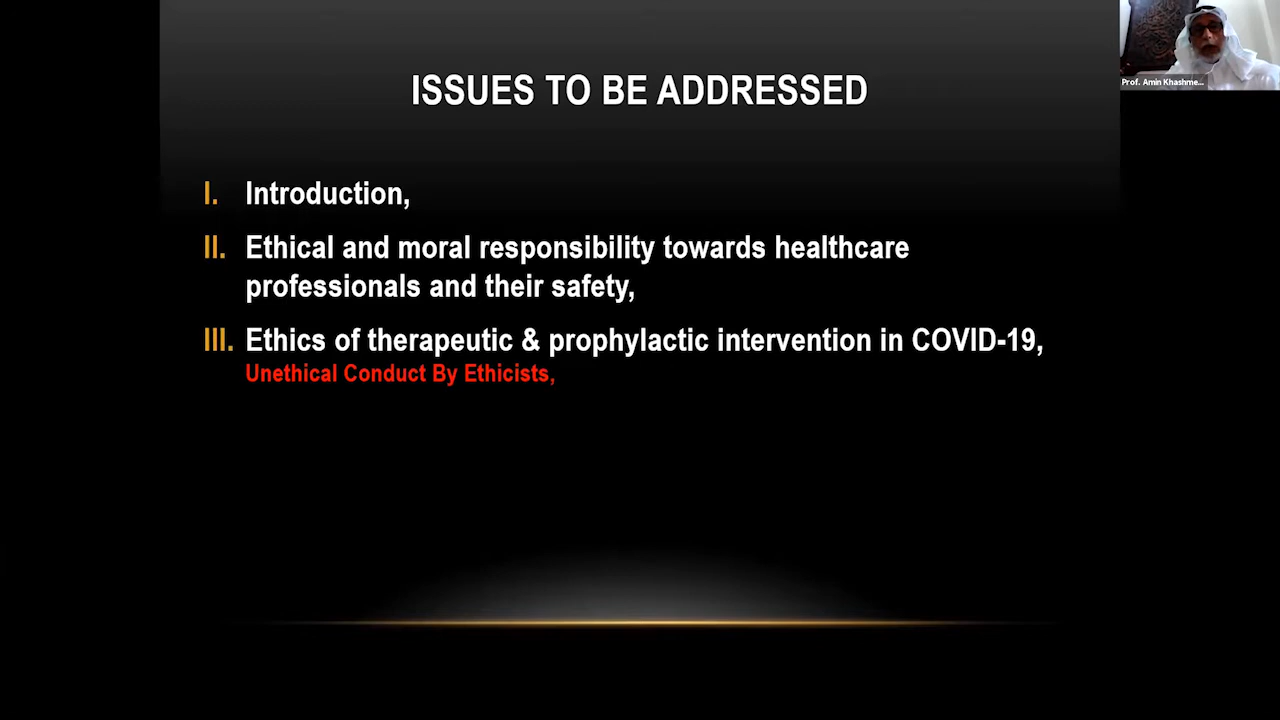 ISSUES TO BE ADDRESSED
I. Introduction,
II. Ethical and moral responsibility towards healthcare
professionals and their safety,
III. Ethics of therapeutic & prophylactic intervention in COVID-19,
Unethical Conduct By Ethicists,
Prof. Amin Khashme...